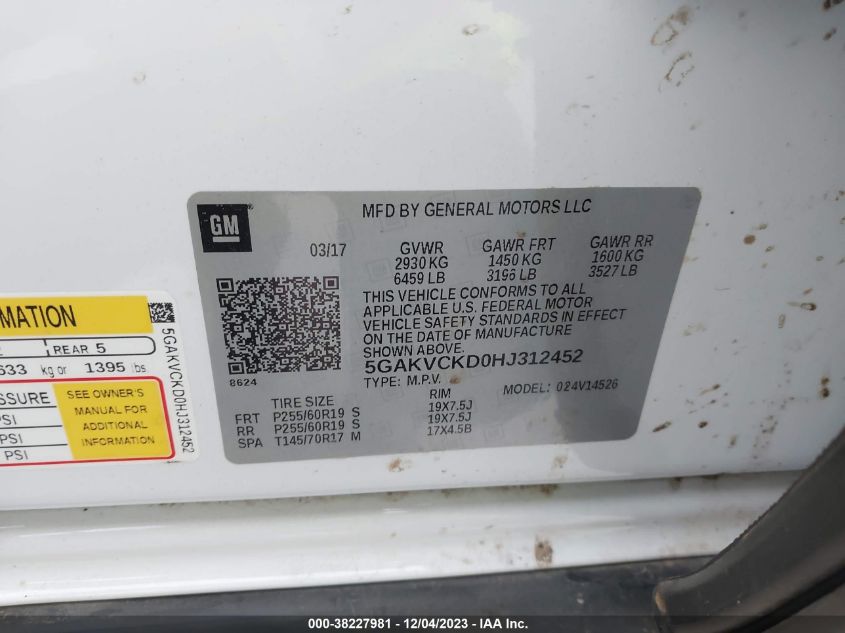 GM
MFD BY GENERAL MOTORS LLC
03/17
GVWR GAWR FRT GAWR RR
2930 KG 1450 KG 1600 KG
6459 LB 3196 LB 3527 LB
THIS VEHICLE CONFORMS TO ALL
APPLICABLE U.S. FEDERAL MOTOR
VEHICLE SAFETY STANDARDS IN EFFECT
ON THE DATE OF MANUFACTURE
SHOWN ABOVE.
5GAKVCKD0HJ312452
8624
TYPE: M.P.V. MODEL: 024V14526
TIRE SIZE RIM
FRT P255/60R19 S 19X7.5J
RR P255/60R19 S 19X7.5J
SPA T145/70R17 M 17X4.5B
MATION
REAR 5
633 kg or 1395 lbs
ESSURE
PSI
PSI
PSI
SEE OWNER'S
MANUAL FOR
ADDITIONAL
INFORMATION
5GAKVCKD0HJ312452
000-38227981 - 12/04/2023 - IAA Inc.